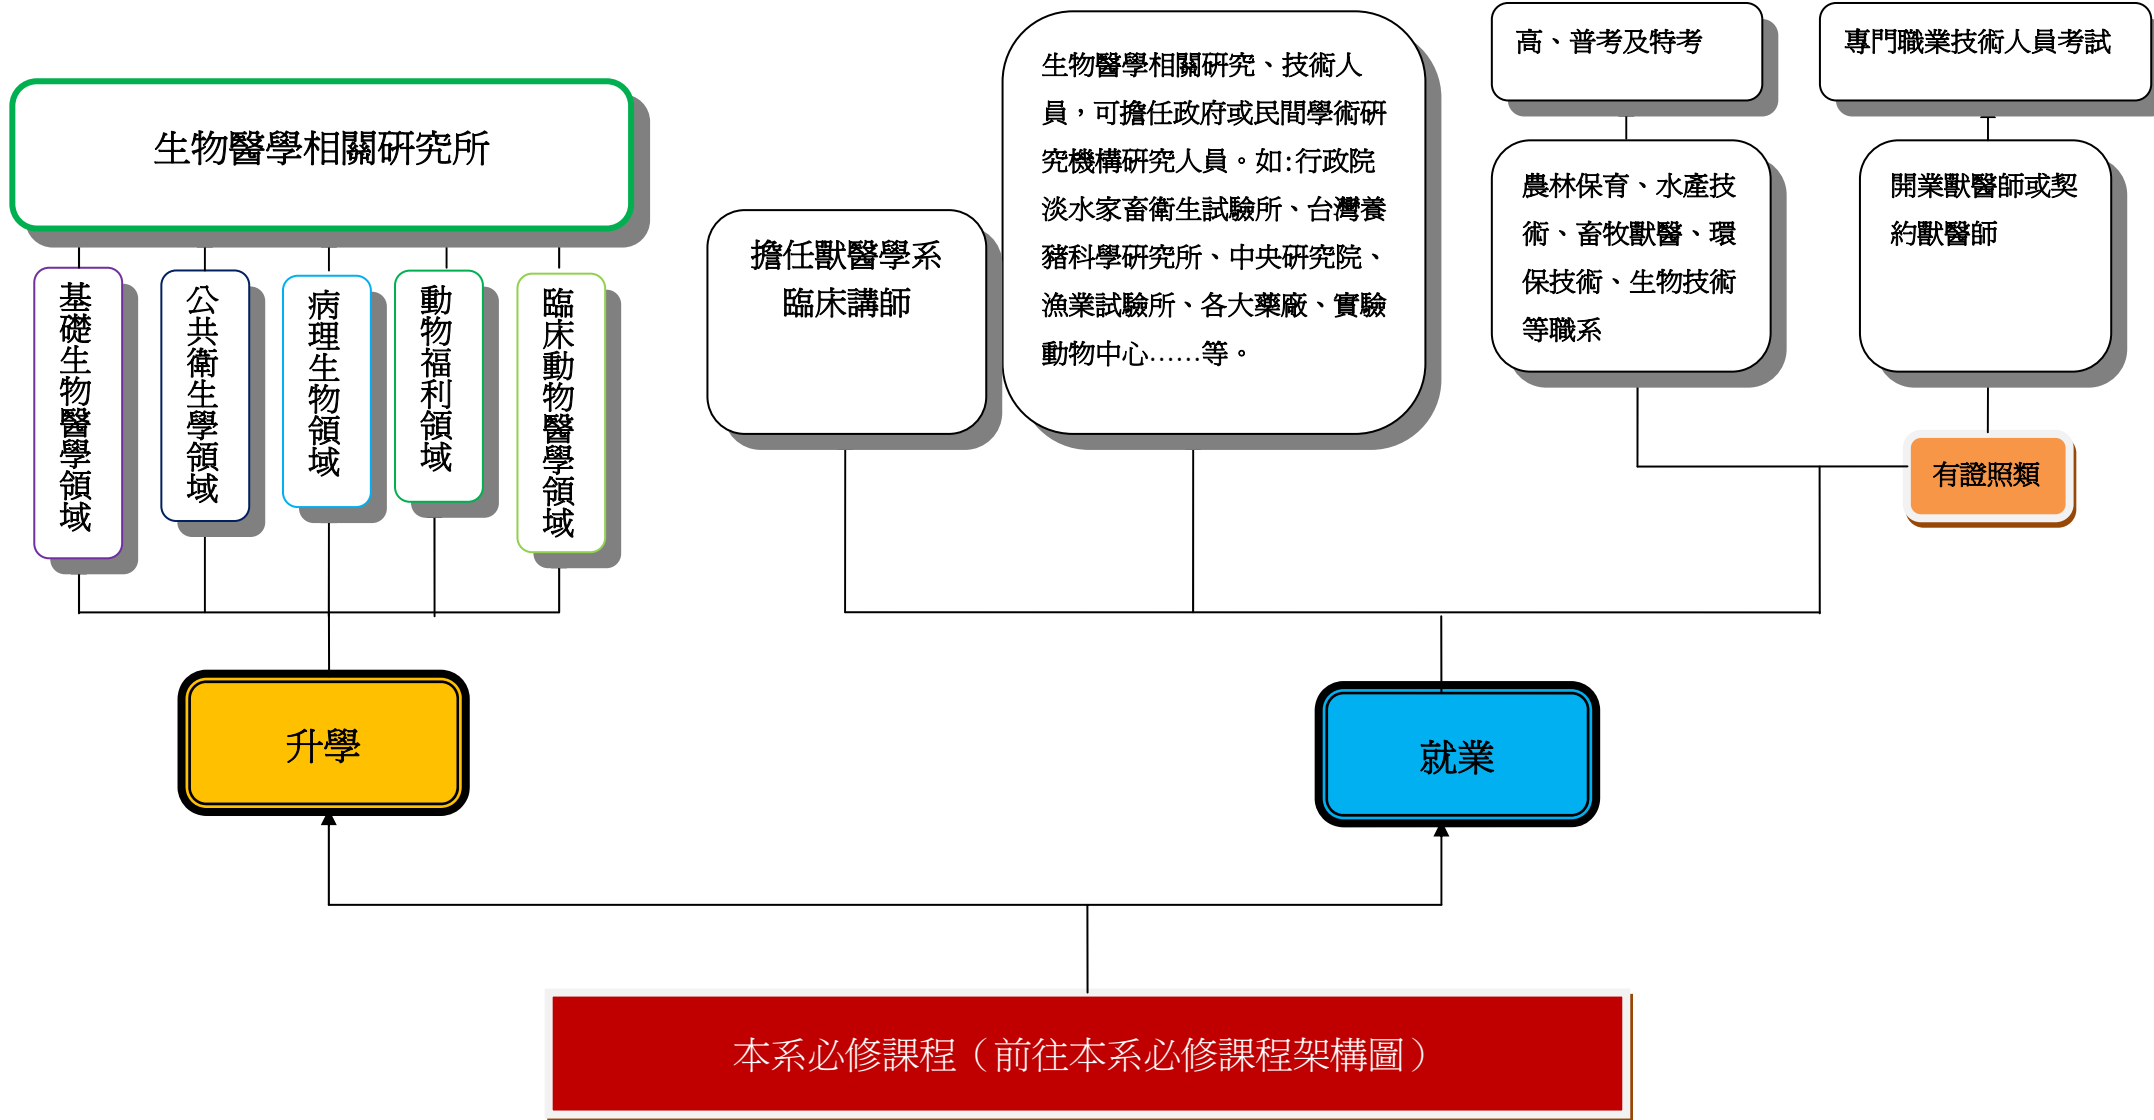 高、普考及特考
專門職業技術人員考試
生物醫學相關研究所
生物醫學相關研究、技術人
員，可擔任政府或民間學術研
究機構研究人員。如:行政院
淡水家畜衛生試驗所、台灣養
豬科學研究所、中央研究院、
漁業試驗所、各大藥廠、實驗
動物中心……等。
農林保育、水產技
術、畜牧獸醫、環
保技術、生物技術
等職系
開業獸醫師或契
約獸醫師
擔任獸醫學系
臨床講師
基礎生物醫學領域
公共衛生學領域
病理生物領域
動物福利領域
臨床動物醫學領域
有證照類
升學
就業
本系必修課程（前往本系必修課程架構圖）